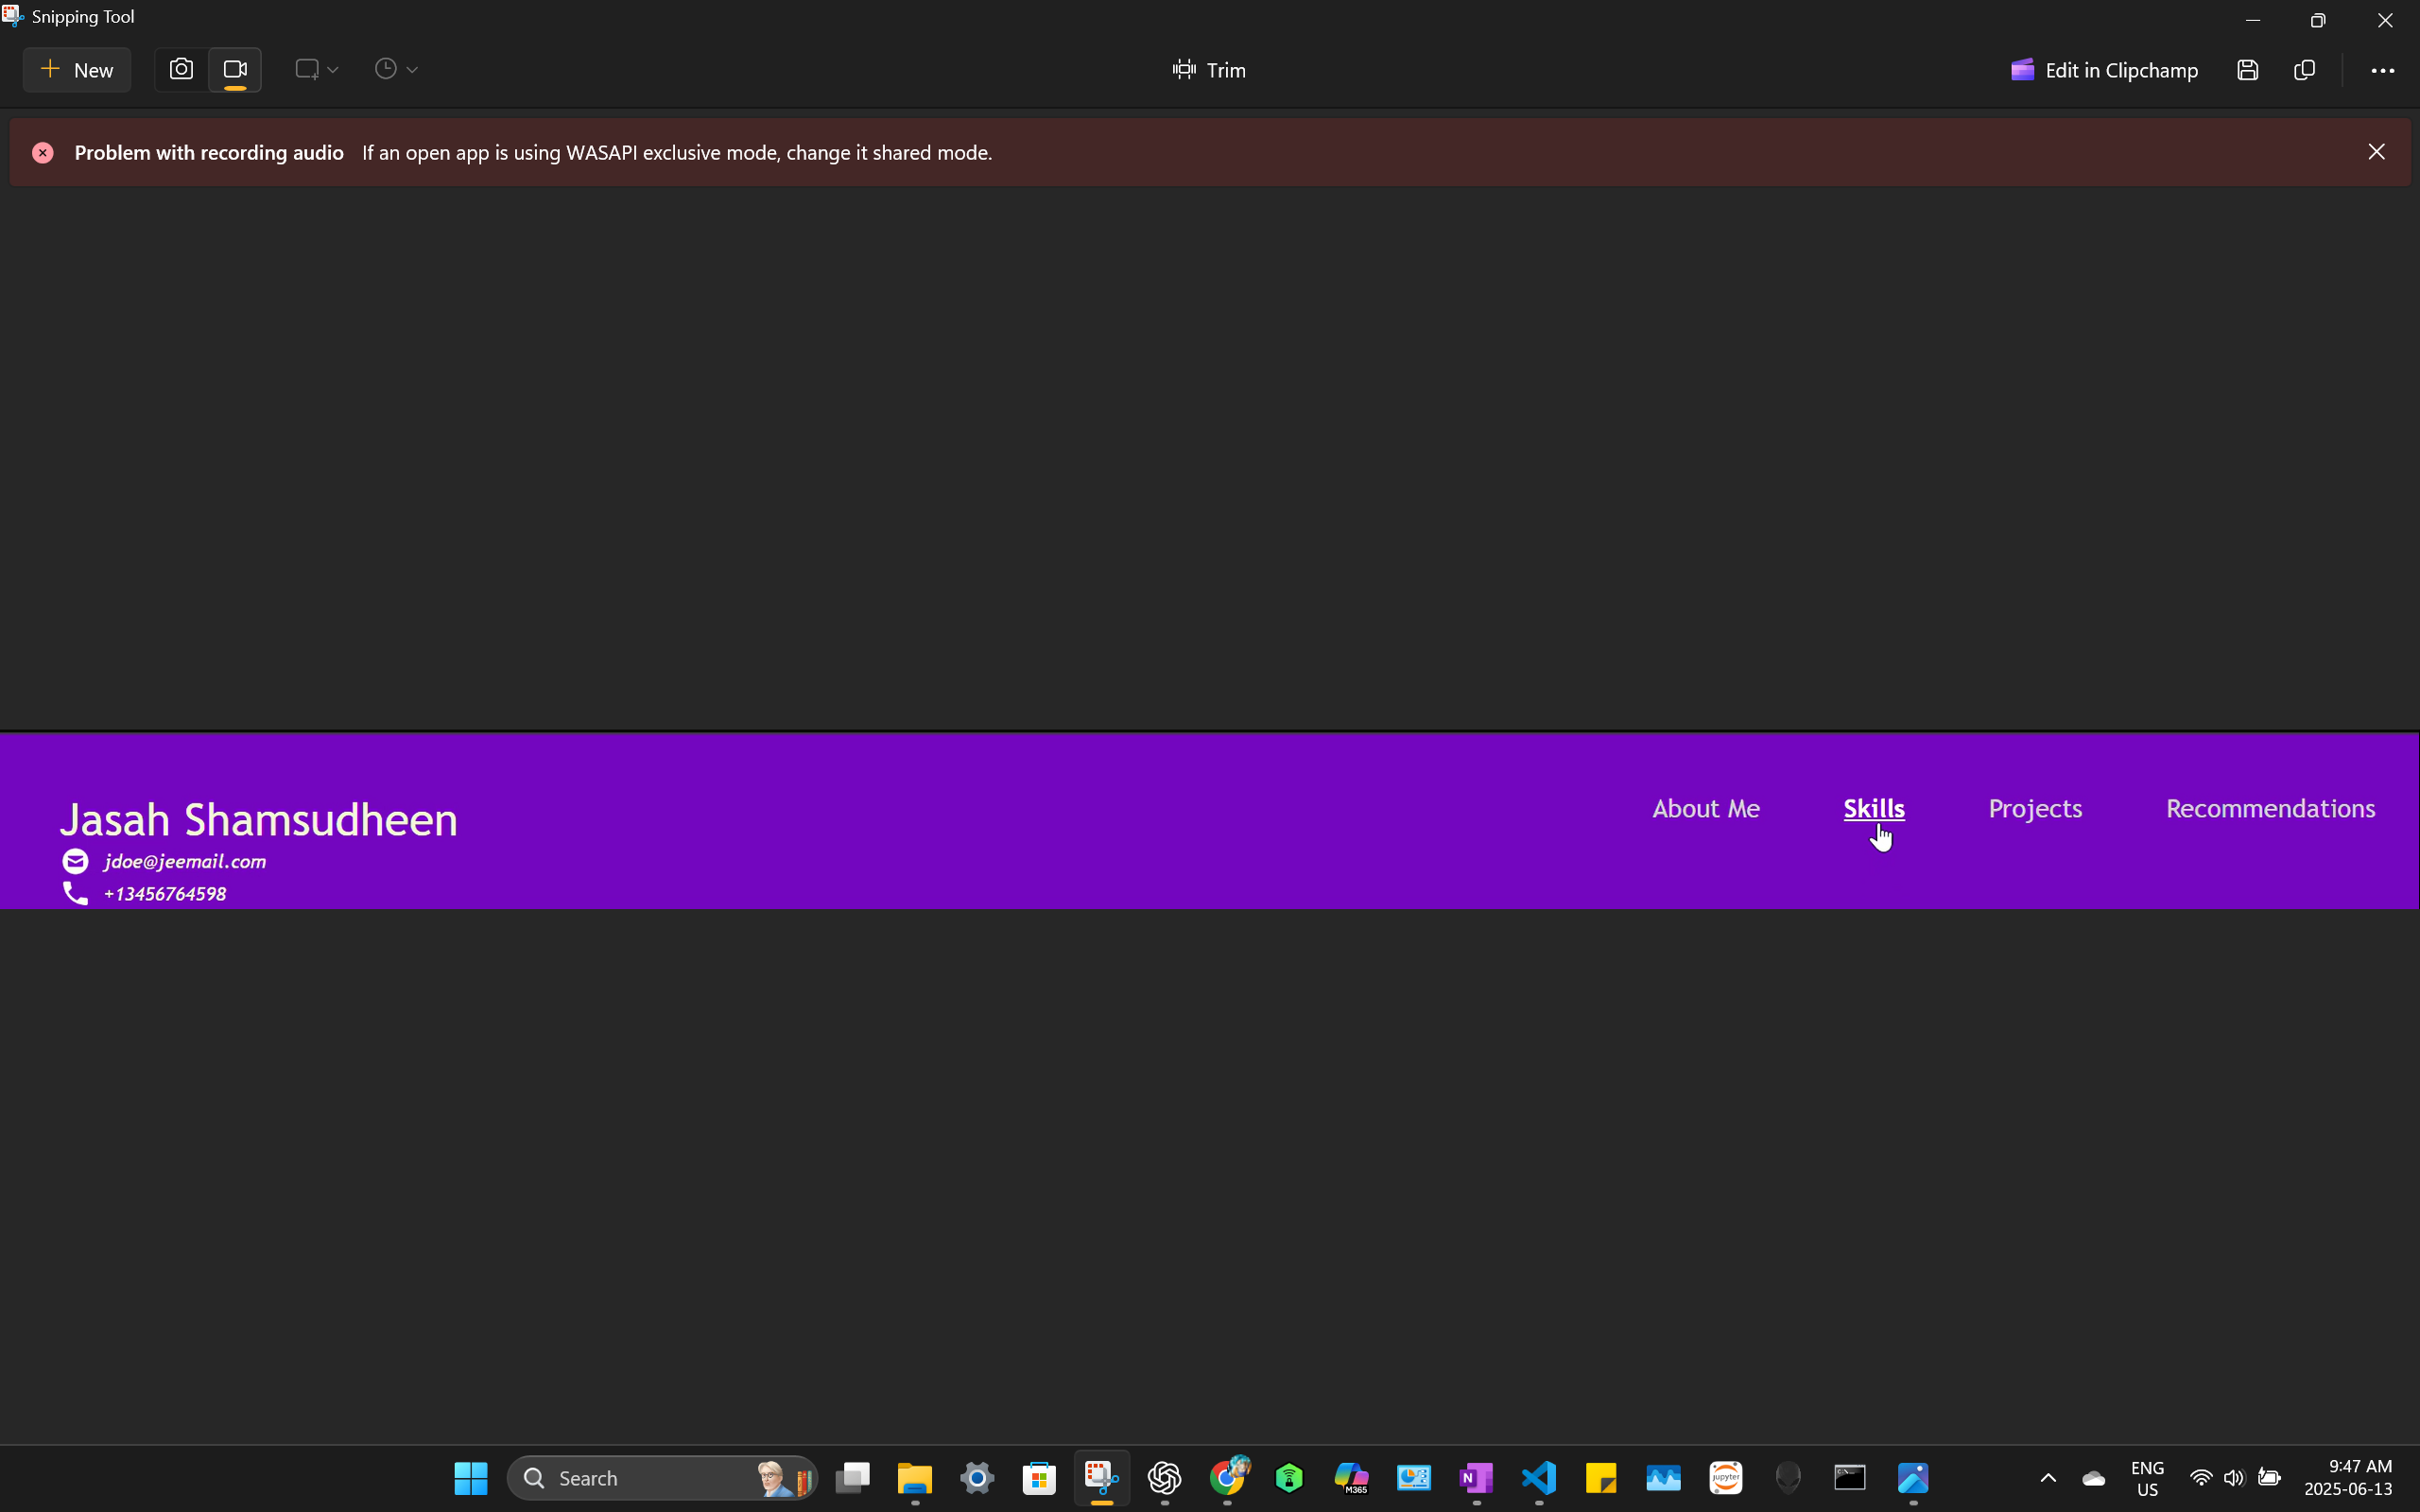 Snipping Tool
New
Trim
Edit in Clipchamp
Problem with recording audio If an open app is using WASAPI exclusive mode, change it shared mode.
Jasah Shamsudheen
jdoe@jeemail.com
+13456764598
About Me Skills Projects Recommendations
Search
M365
N
jupyter
ENG
US
9:47 AM
2025-06-13